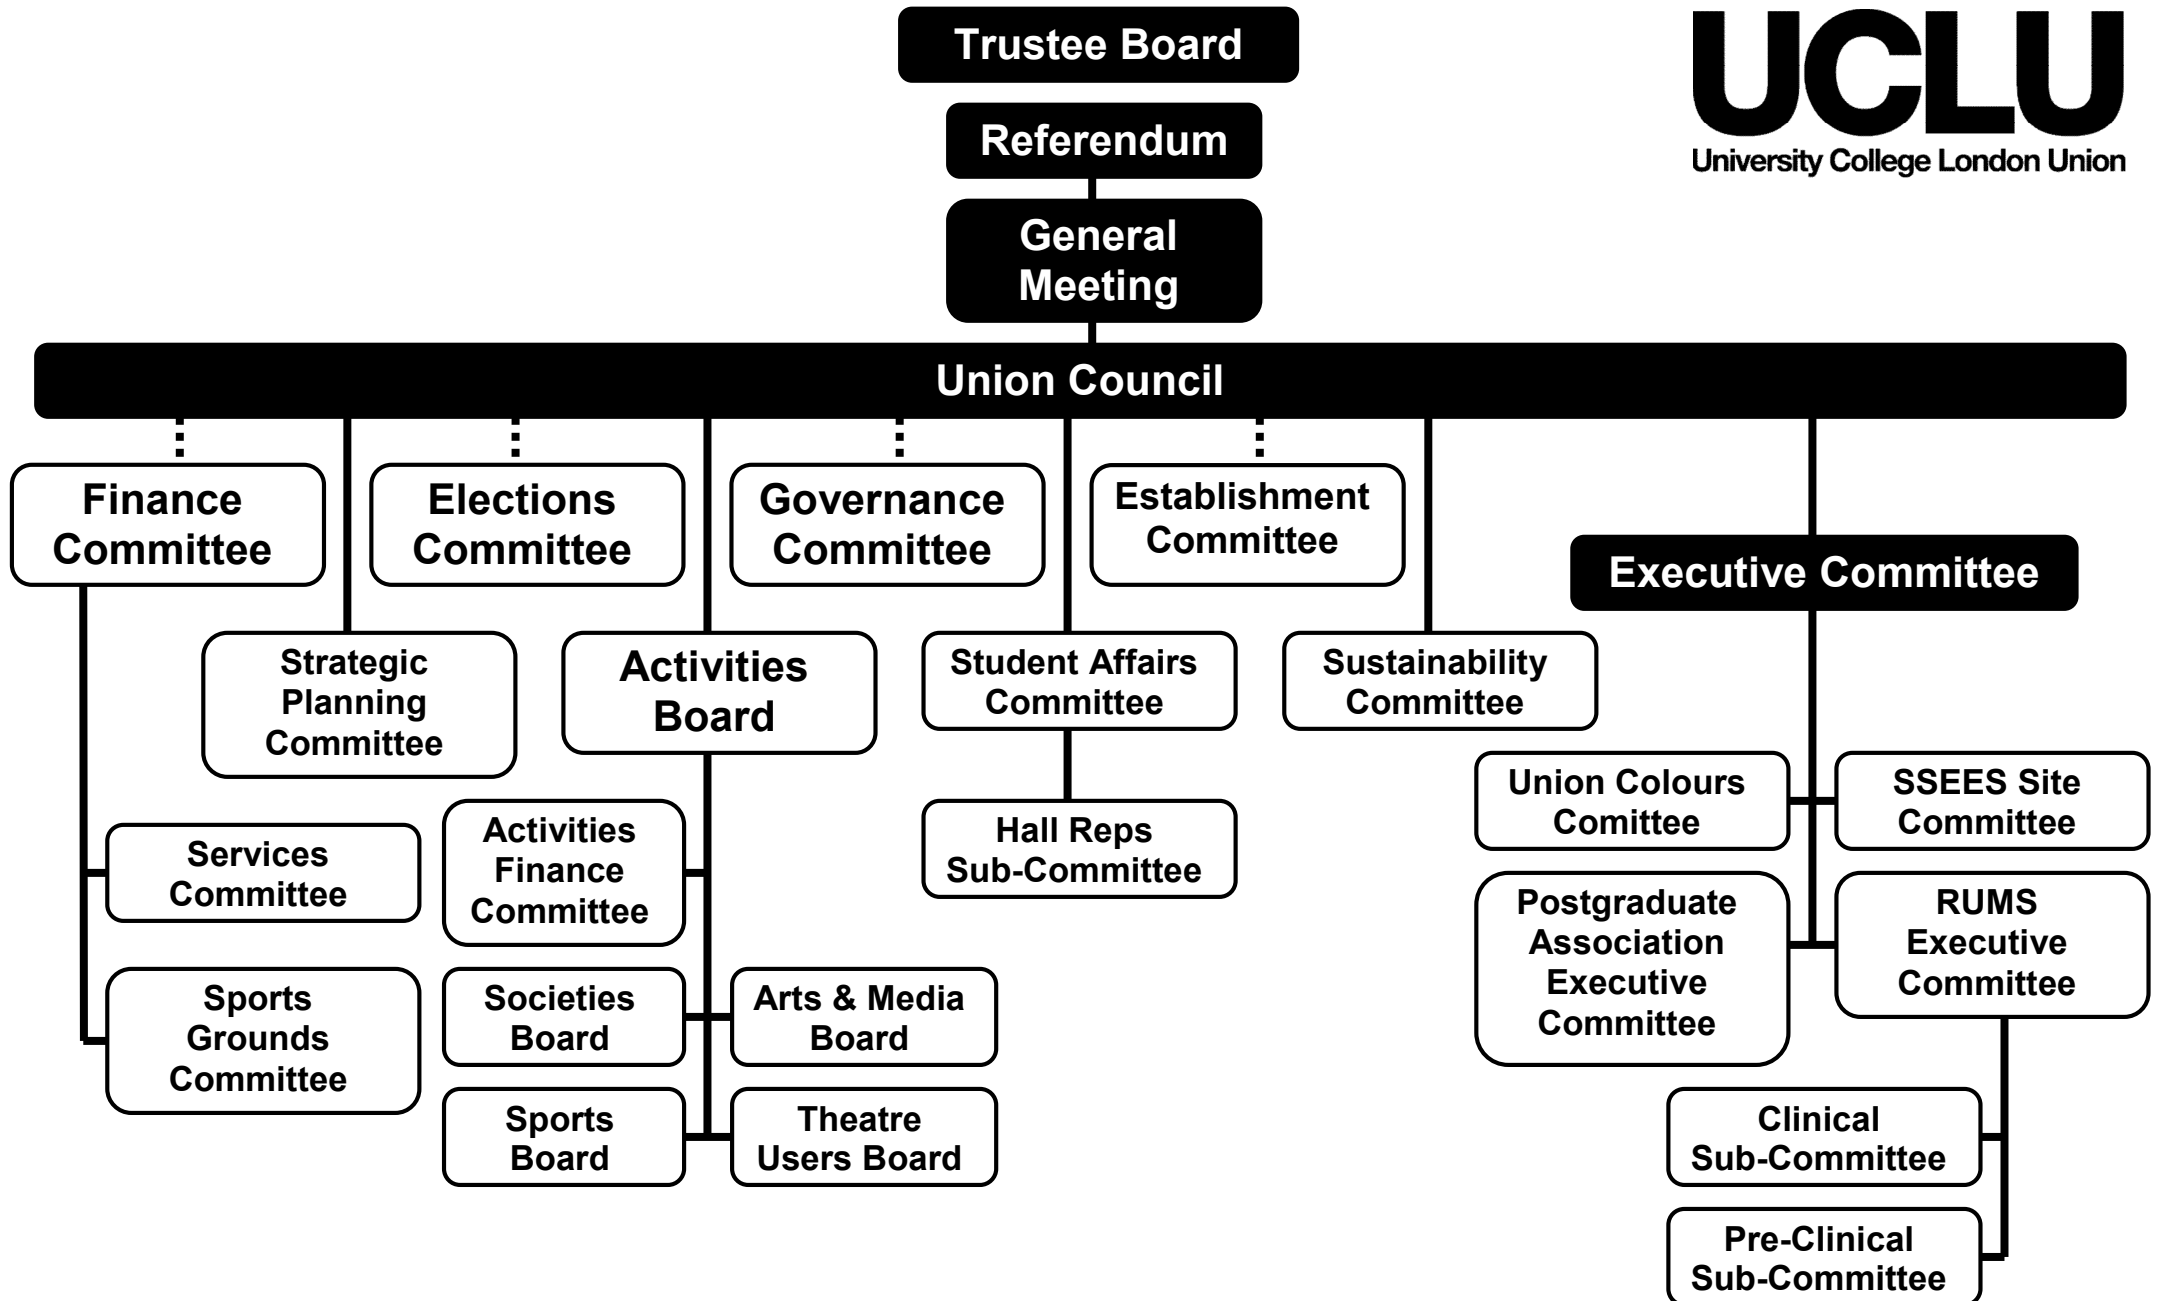 Trustee Board
UCLU
University College London Union
Referendum
General
Meeting
Union Council
Finance
Committee
Elections
Committee
Governance
Committee
Establishment
Committee
Executive Committee
Strategic
Planning
Committee
Activities
Board
Student Affairs
Committee
Sustainability
Committee
Services
Committee
Activities
Finance
Committee
Hall Reps
Sub-Committee
Union Colours
Comittee
SSEES Site
Committee
Sports
Grounds
Committee
Societies
Board
Arts & Media
Board
Postgraduate
Association
Executive
Committee
RUMS
Executive
Committee
Sports
Board
Theatre
Users Board
Clinical
Sub-Committee
Pre-Clinical
Sub-Committee